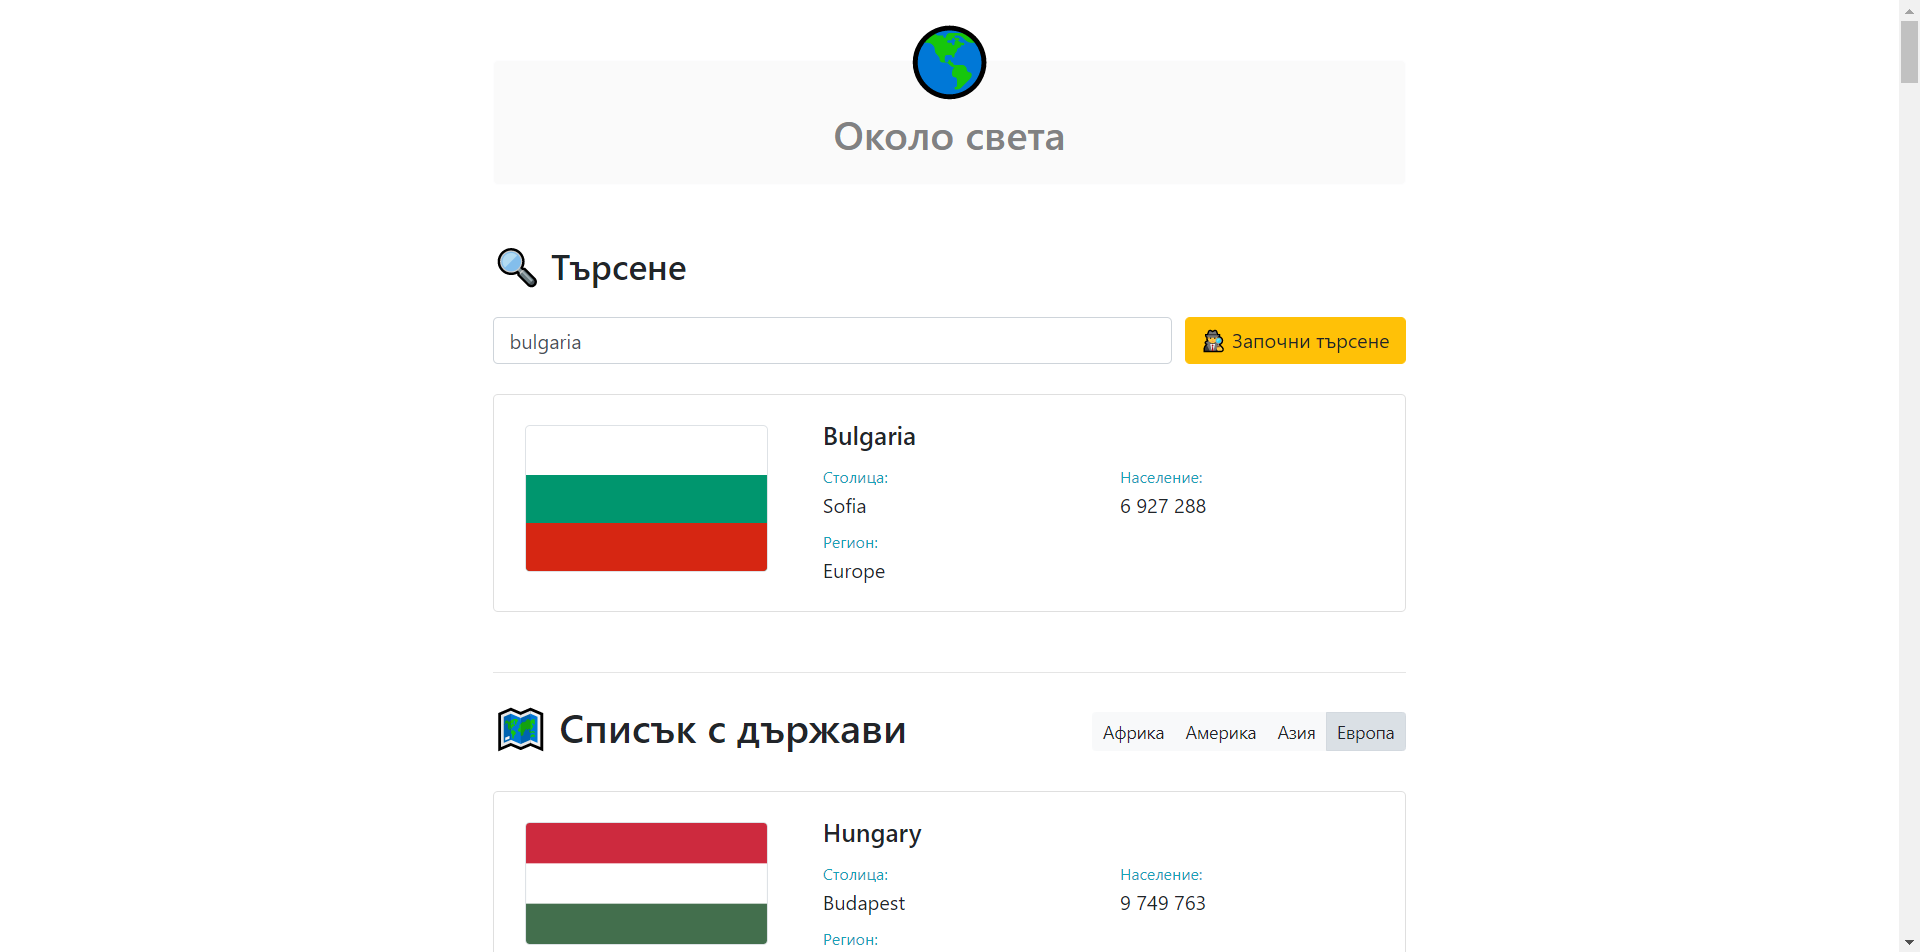 Около света
Търсене
bulgaria
Започни търсене
Bulgaria
Столица:
Население:
Sofia
6 927 288
Регион:
Europe
Списък с държави
Африка Америка Азия Европа
Hungary
Столица:
Население:
Budapest
9 749 763
Регион: